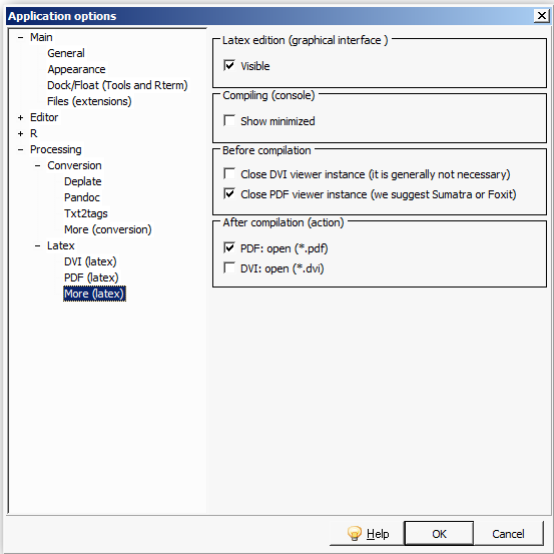 Application options
- Main
General
Appearance
Dock/Float (Tools and Rterm)
Files (extensions)
+ Editor
+ R
- Processing
- Conversion
Deplate
Pandoc
Txt2tags
More (conversion)
- Latex
DVI (latex)
PDF (latex)
More (latex)
Latex edition (graphical interface )
Visible
Compiling (console)
Show minimized
Before compilation
Close DVI viewer instance (it is generally not necessary)
Close PDF viewer instance (we suggest Sumatra or Foxit)
After compilation (action)
PDF: open (*.pdf)
DVI: open (*.dvi)
Help OK Cancel